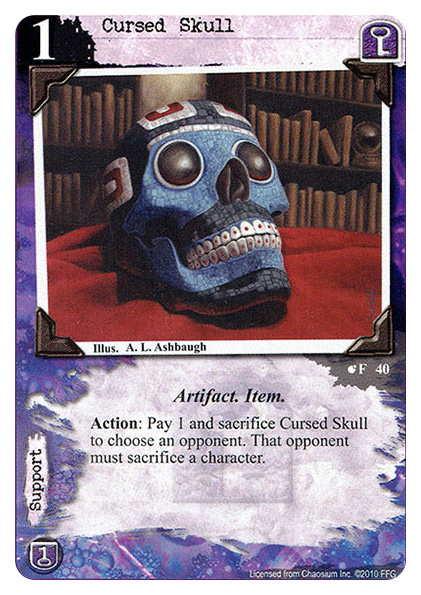 1 Cursed Skull
Illus. A. L. Ashbaugh
F 40
Artifact. Item.
Action: Pay 1 and sacrifice Cursed Skull
to choose an opponent. That opponent
must sacrifice a character.
Support
1
Licensed from Chaosium Inc. ©2010 FFG